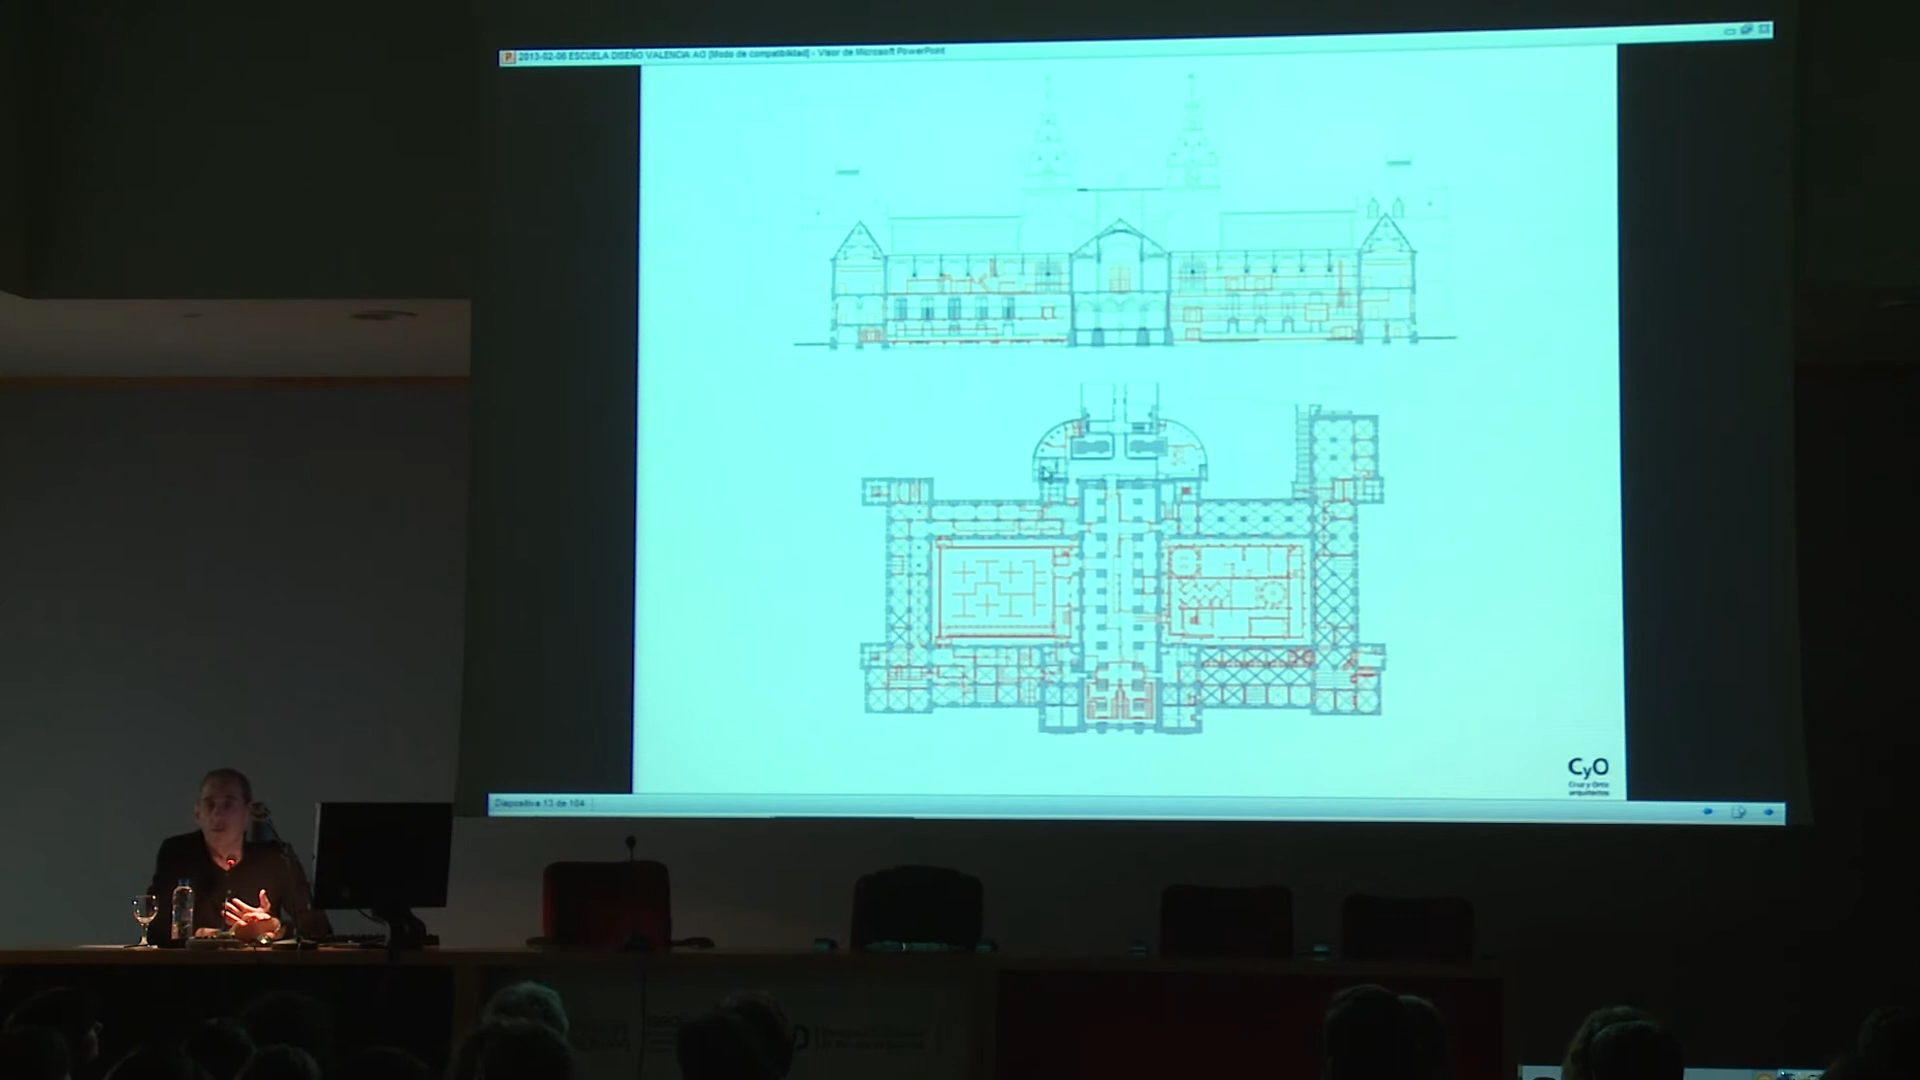 2013-02-06 ESCUELA DISEÑO VALENCIA AO [Modo de compatibilidad] - Visor de Microsoft PowerPoint
CyO
Cruz y Ortiz
arquitectos
Diapositiva 13 de 104